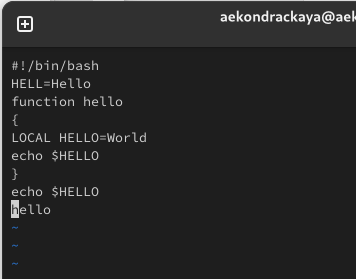 aekondrackaya@aek
#!/bin/bash
HELL=Hello
function hello
{
LOCAL HELLO=World
echo $HELLO
}
echo $HELLO
hello
~
~
~